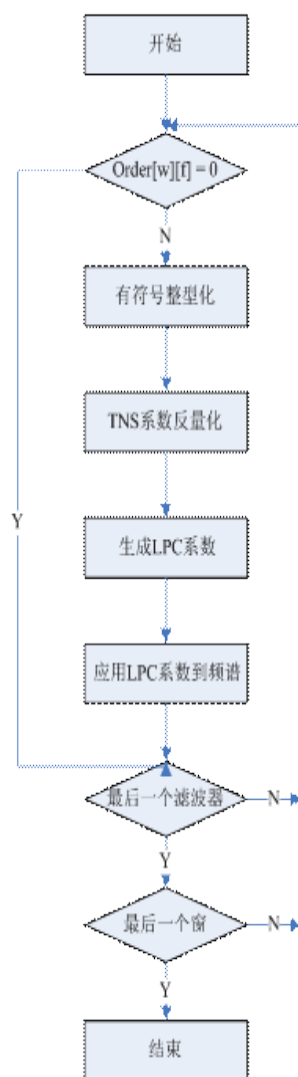 开始
Order[w][f] = 0
N
有符号整型化
TNS系数反量化
Y
生成LPC系数
应用LPC系数到频谱
最后一个滤波器
N
Y
最后一个窗
N
Y
结束